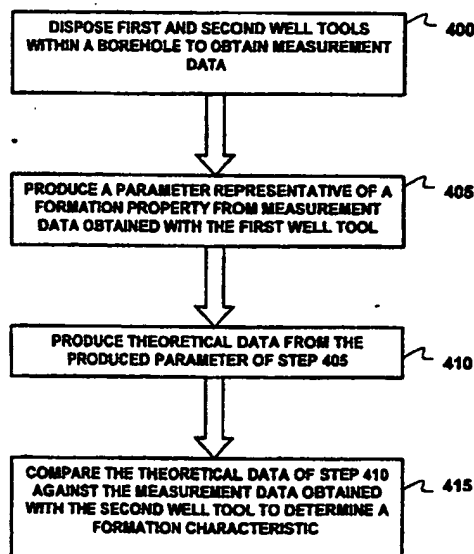 DISPOSE FIRST AND SECOND WELL TOOLS
WITHIN A BOREHOLE TO OBTAIN MEASUREMENT
DATA
400
PRODUCE A PARAMETER REPRESENTATIVE OF A
FORMATION PROPERTY FROM MEASUREMENT
DATA OBTAINED WITH THE FIRST WELL TOOL
405
PRODUCE THEORETICAL DATA FROM THE
PRODUCED PARAMETER OF STEP 405
410
COMPARE THE THEORETICAL DATA OF STEP 410
AGAINST THE MEASUREMENT DATA OBTAINED
WITH THE SECOND WELL TOOL TO DETERMINE A
FORMATION CHARACTERISTIC
415